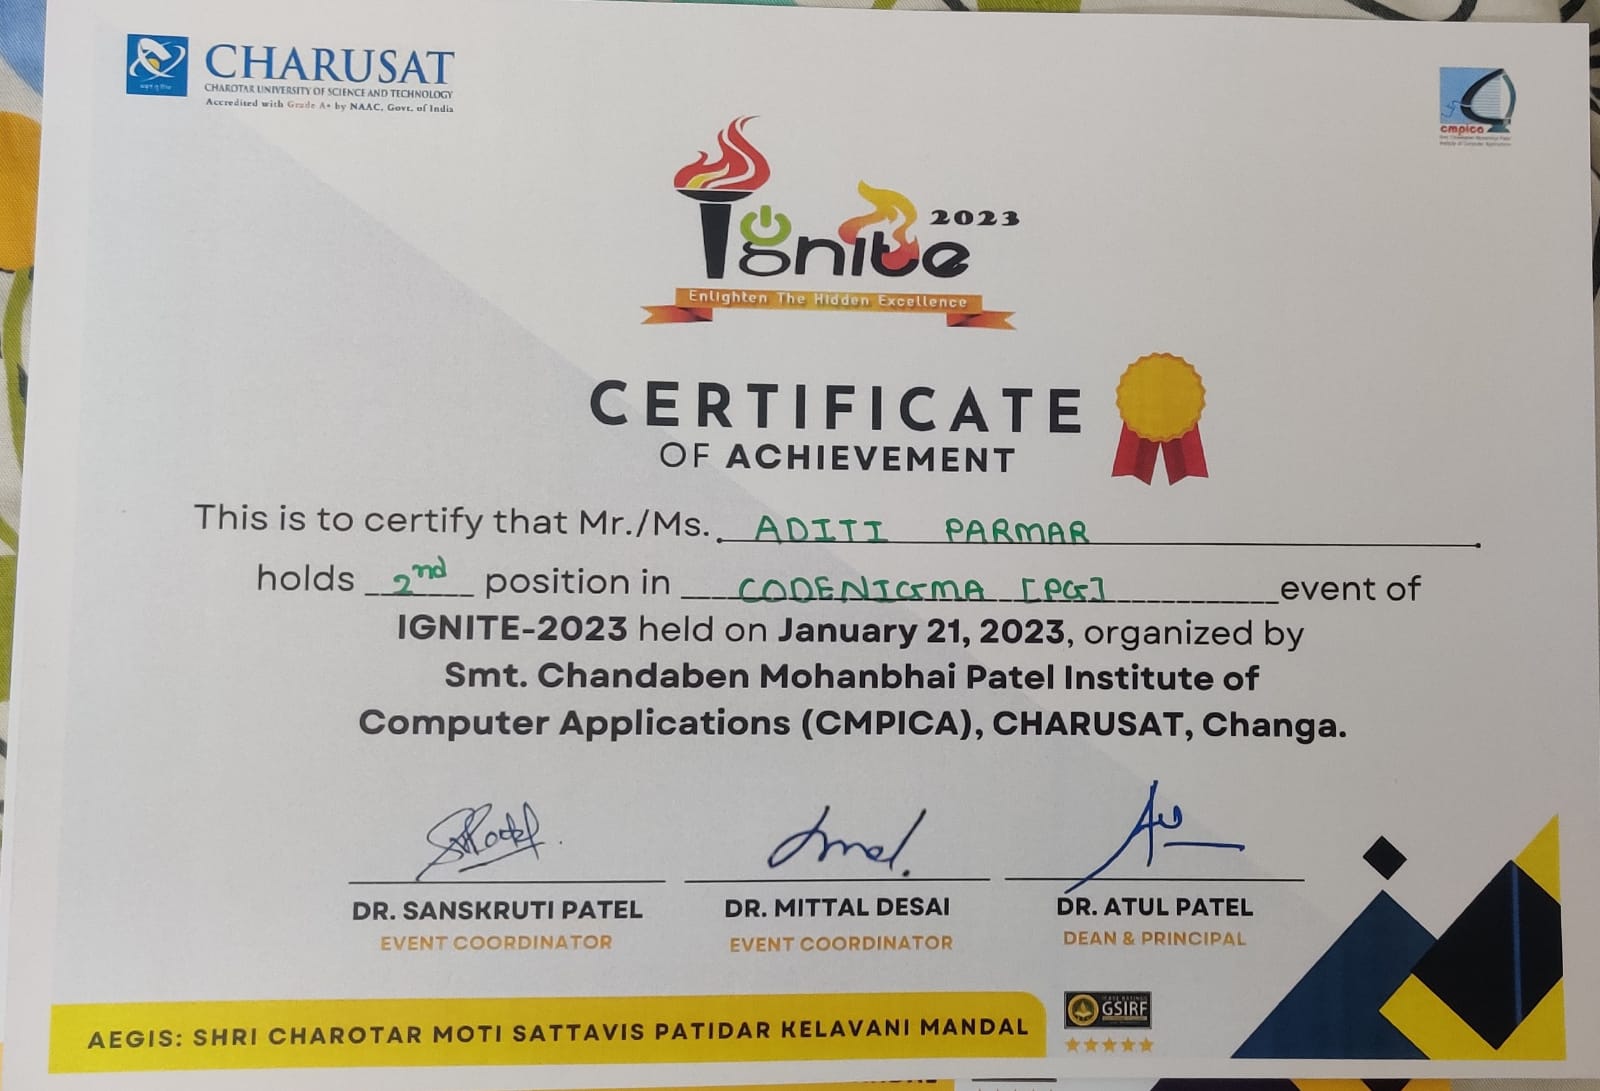 CHARUSAT
CHAROTAR UNIVERSITY OF SCIENCE AND TECHNOLOGY
Accredited with Grade A+ by NAAC, Govt. of India
cmpica
Ignite 2023
Enlighten The Hidden Excellence
CERTIFICATE
OF ACHIEVEMENT
This is to certify that Mr./Ms. ADITI PARMAR
holds 2nd position in CODENIGMA [PG] event of
IGNITE-2023 held on January 21, 2023, organized by
Smt. Chandaben Mohanbhai Patel Institute of
Computer Applications (CMPICA), CHARUSAT, Changa.
DR. SANSKRUTI PATEL
EVENT COORDINATOR
DR. MITTAL DESAI
EVENT COORDINATOR
DR. ATUL PATEL
DEAN & PRINCIPAL
GSIRF
AEGIS: SHRI CHAROTAR MOTI SATTAVIS PATIDAR KELAVANI MANDAL